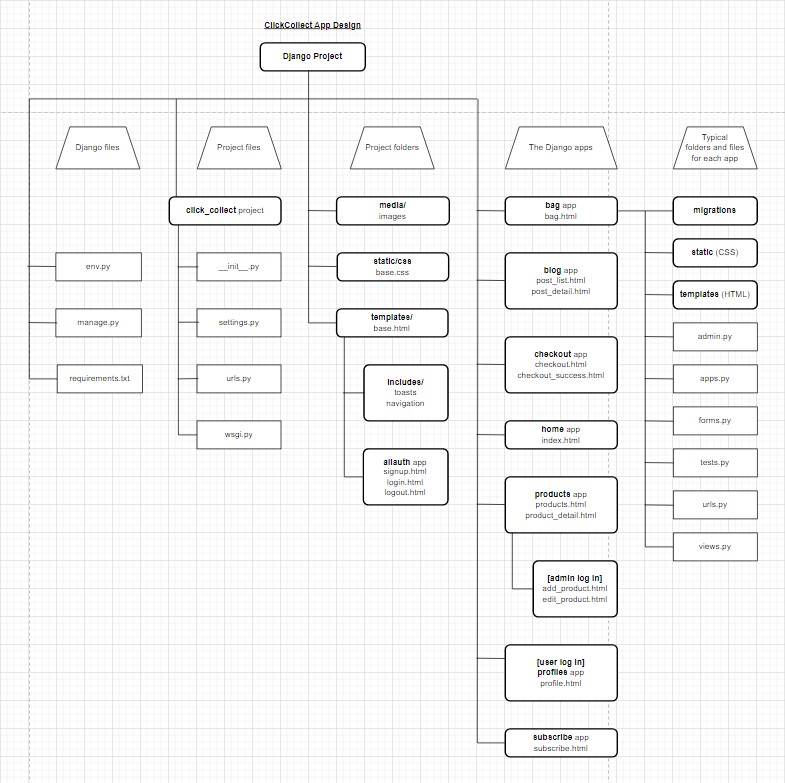 ClickCollect App Design
Django Project
Django files
Project files
Project folders
The Django apps
Typical
folders and files
for each app
env.py
manage.py
requirements.txt
click_collect project
__init__.py
settings.py
urls.py
wsgi.py
media/
images
static/css
base.css
templates/
base.html
includes/
toasts
navigation
allauth app
signup.html
login.html
logout.html
bag app
bag.html
blog app
post_list.html
post_detail.html
checkout app
checkout.html
checkout_success.html
home app
index.html
products app
products.html
product_detail.html
[admin log in]
add_product.html
edit_product.html
[user log in]
profiles app
profile.html
subscribe app
subscribe.html
migrations
static (CSS)
templates (HTML)
admin.py
apps.py
forms.py
tests.py
urls.py
views.py